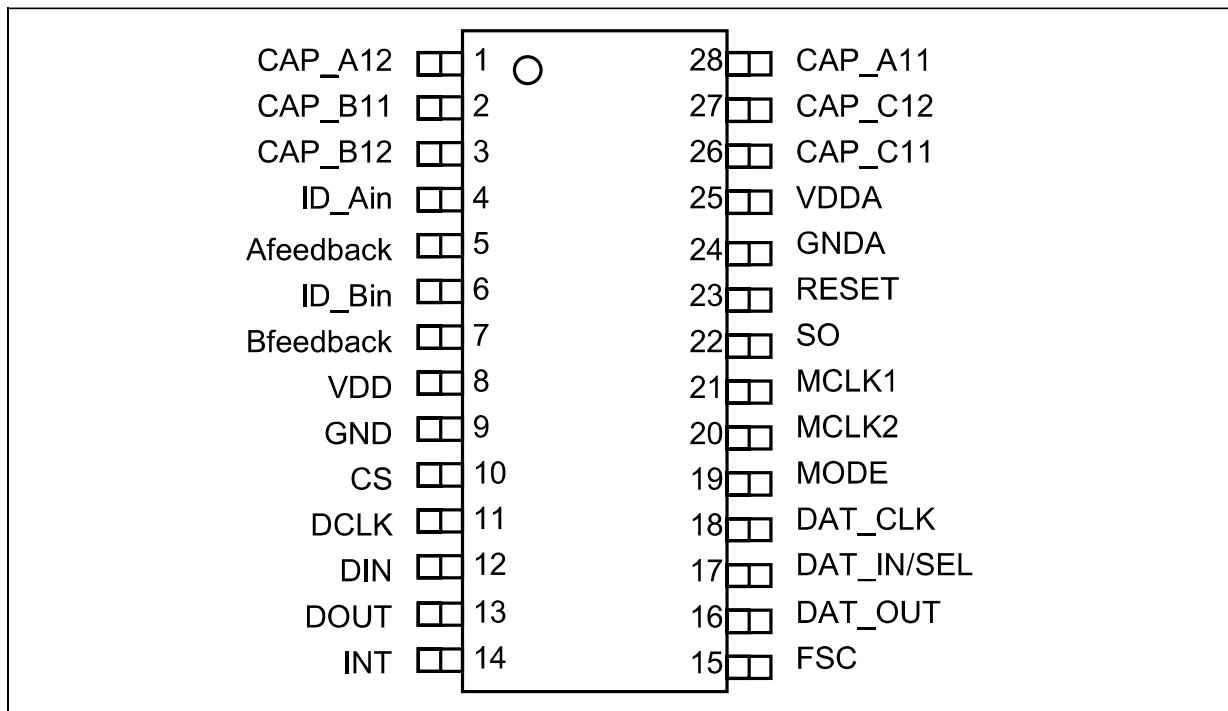 CAP_A12 1 28 CAP_A11
CAP_B11 2 27 CAP_C12
CAP_B12 3 26 CAP_C11
ID_Ain 4 25 VDDA
Afeedback 5 24 GNDA
ID_Bin 6 23 RESET
Bfeedback 7 22 SO
VDD 8 21 MCLK1
GND 9 20 MCLK2
CS 10 19 MODE
DCLK 11 18 DAT_CLK
DIN 12 17 DAT_IN/SEL
DOUT 13 16 DAT_OUT
INT 14 15 FSC